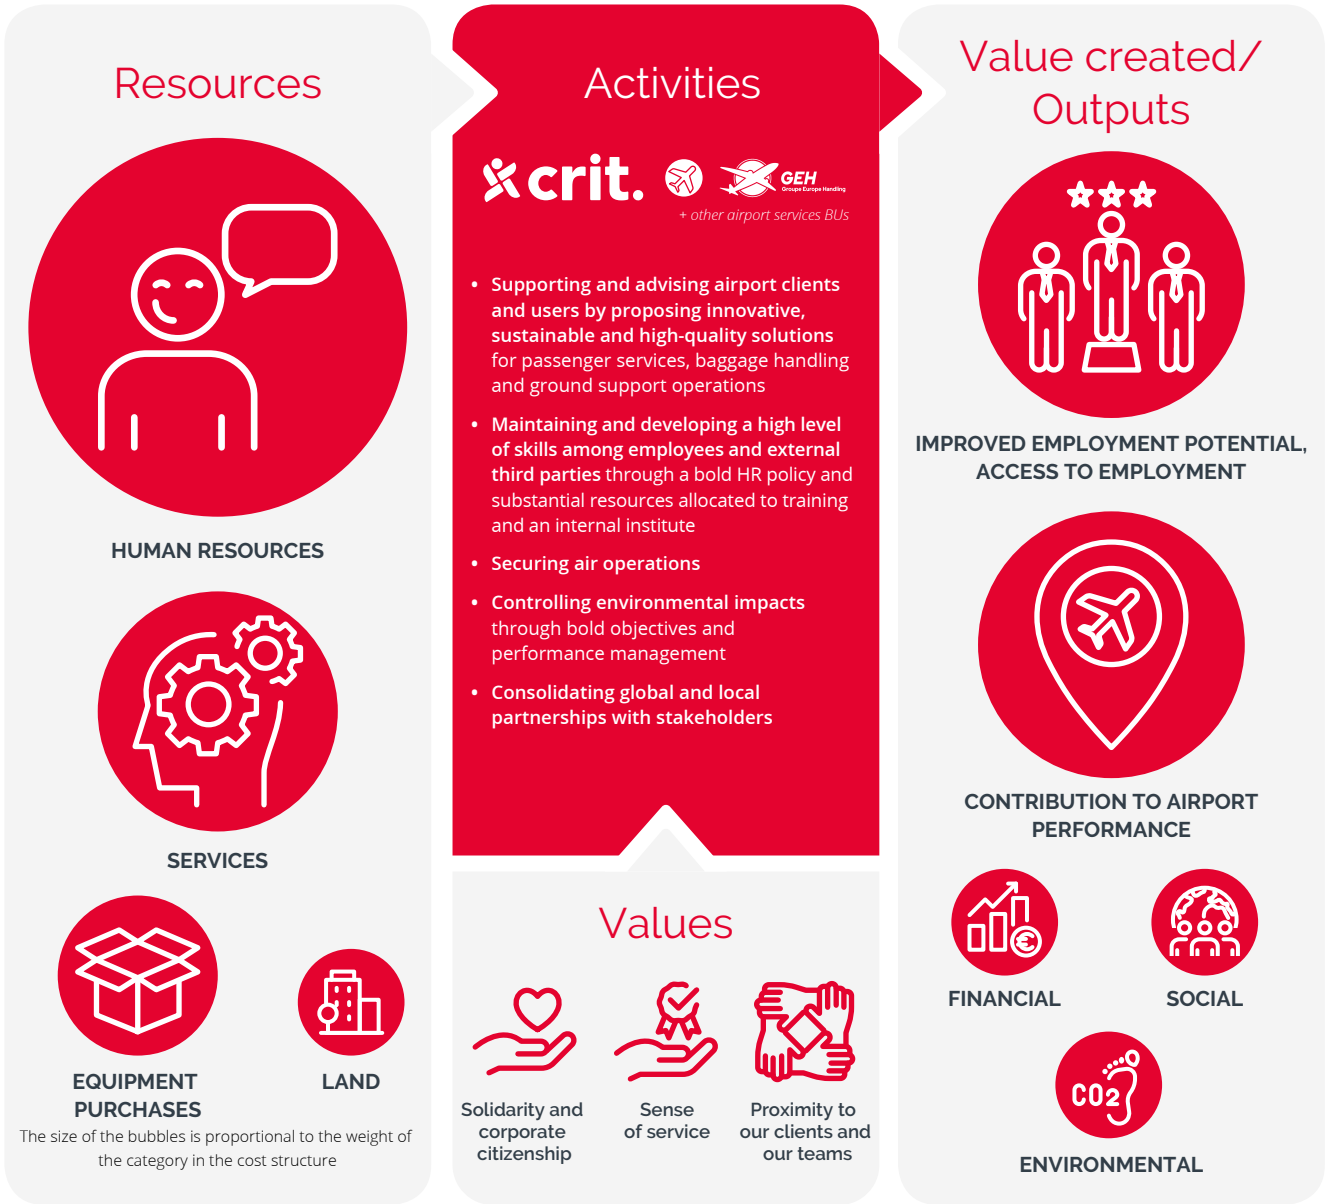 Resources
HUMAN RESOURCES
SERVICES
EQUIPMENT
PURCHASES
LAND
The size of the bubbles is proportional to the weight of
the category in the cost structure
Activities
crit.
GEH
Groupe Europe Handling
+ other airport services BUs
• Supporting and advising airport clients
and users by proposing innovative,
sustainable and high-quality solutions
for passenger services, baggage handling
and ground support operations
• Maintaining and developing a high level
of skills among employees and external
third parties through a bold HR policy and
substantial resources allocated to training
and an internal institute
• Securing air operations
• Controlling environmental impacts
through bold objectives and
performance management
• Consolidating global and local
partnerships with stakeholders
Values
Solidarity and
corporate
citizenship
Sense
of service
Proximity to
our clients and
our teams
Value created/
Outputs
IMPROVED EMPLOYMENT POTENTIAL,
ACCESS TO EMPLOYMENT
CONTRIBUTION TO AIRPORT
PERFORMANCE
€
FINANCIAL
SOCIAL
CO2
ENVIRONMENTAL